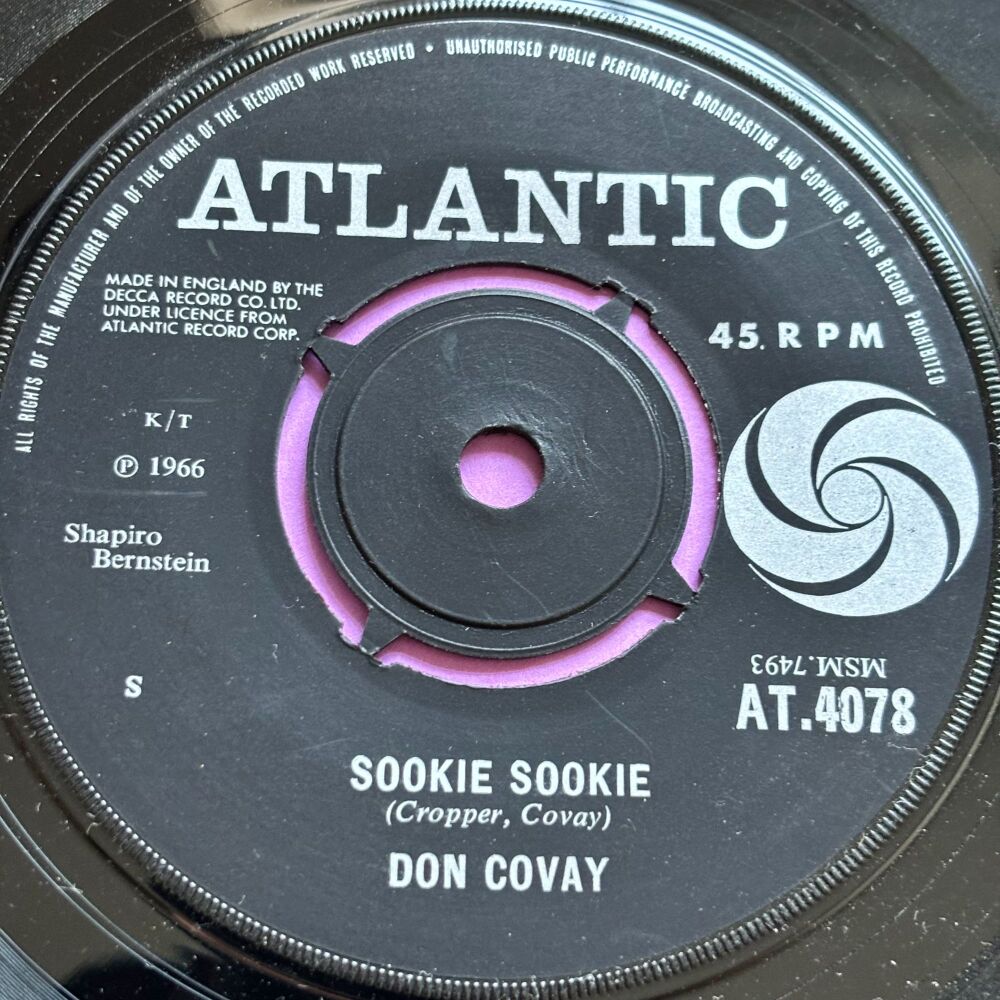 ALL RIGHTS OF THE MANUFACTURER AND OF THE OWNER OF THE RECORDED WORK RESERVED • UNAUTHORISED PUBLIC PERFORMANCE BROADCASTING AND COPYING OF THIS RECORD PROHIBITED
ATLANTIC
MADE IN ENGLAND BY THE
DECCA RECORD CO. LTD.
UNDER LICENCE FROM
ATLANTIC RECORD CORP.
45. R P M
K/T
℗ 1966
Shapiro
Bernstein
S
MSM.7493
AT.4078
SOOKIE SOOKIE
(Cropper, Covay)
DON COVAY